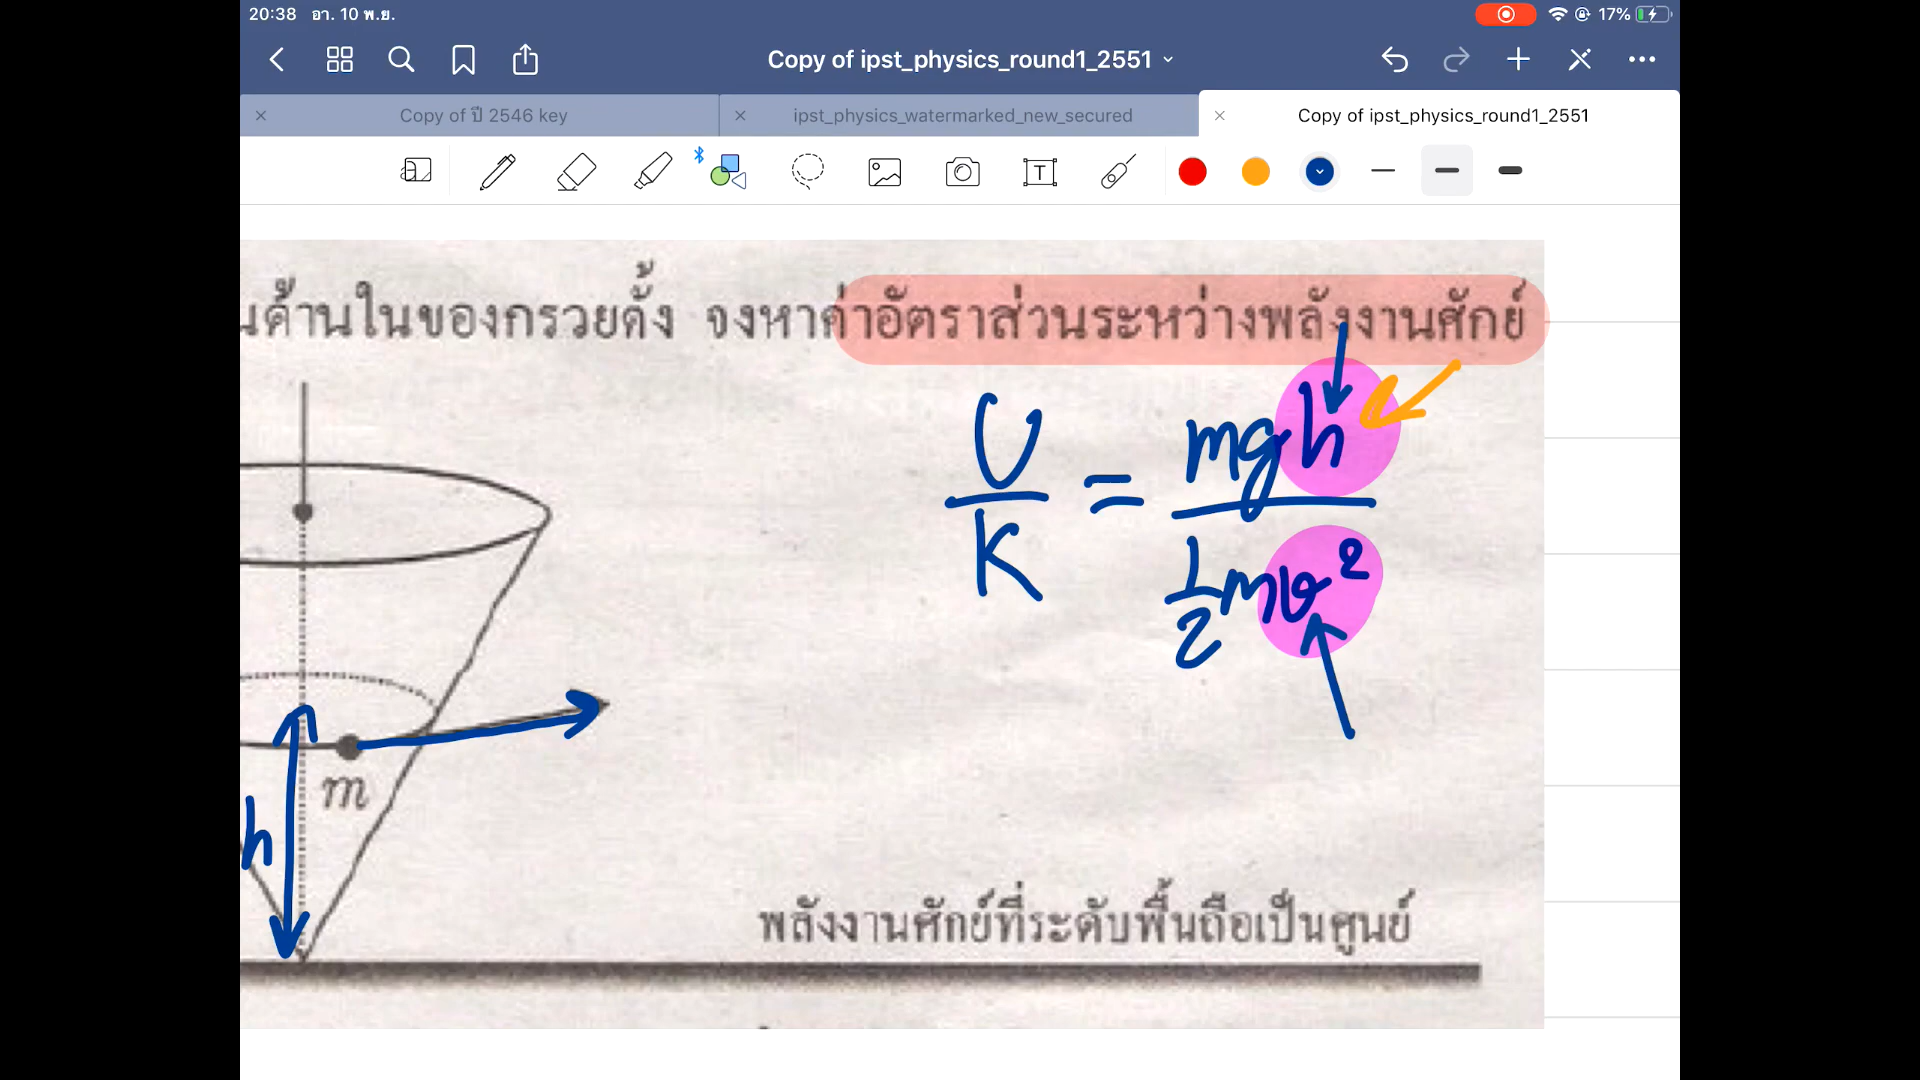 20:38 อา. 10 พ.ย. 17%
Copy of ipst_physics_round1_2551
Copy of ปี 2546 key
ipst_physics_watermarked_new_secured
Copy of ipst_physics_round1_2551
T
นด้านในของกรวยดั้ง จงหาค่าอัตราส่วนระหว่างพลังงานศักย์
U/K = mgh / ½mv²
m
h
พลังงานศักย์ที่ระดับพื้นถือเป็นศูนย์